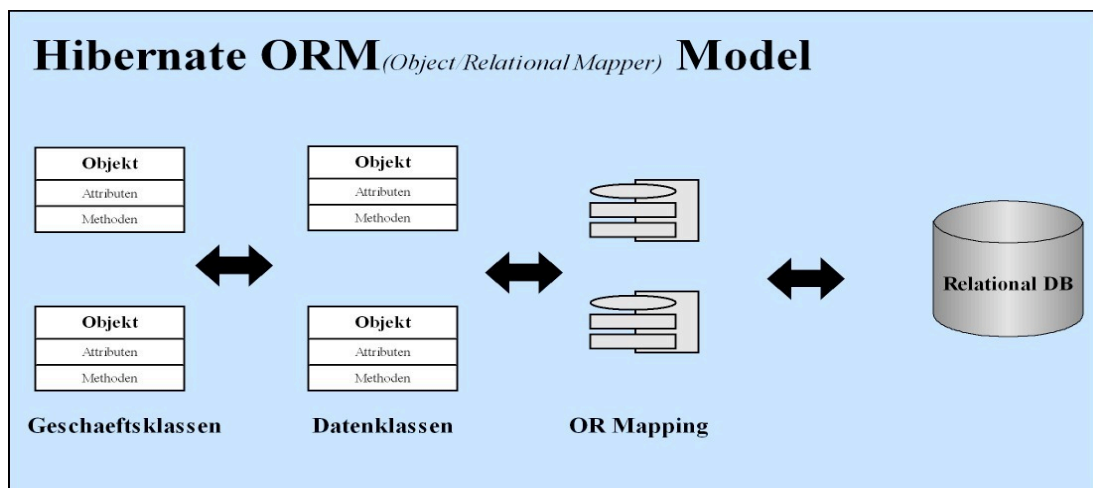 Hibernate ORM(Object/Relational Mapper) Model
Objekt
Attributen
Methoden
Objekt
Attributen
Methoden
Relational DB
Objekt
Attributen
Methoden
Objekt
Attributen
Methoden
Geschaeftsklassen
Datenklassen
OR Mapping